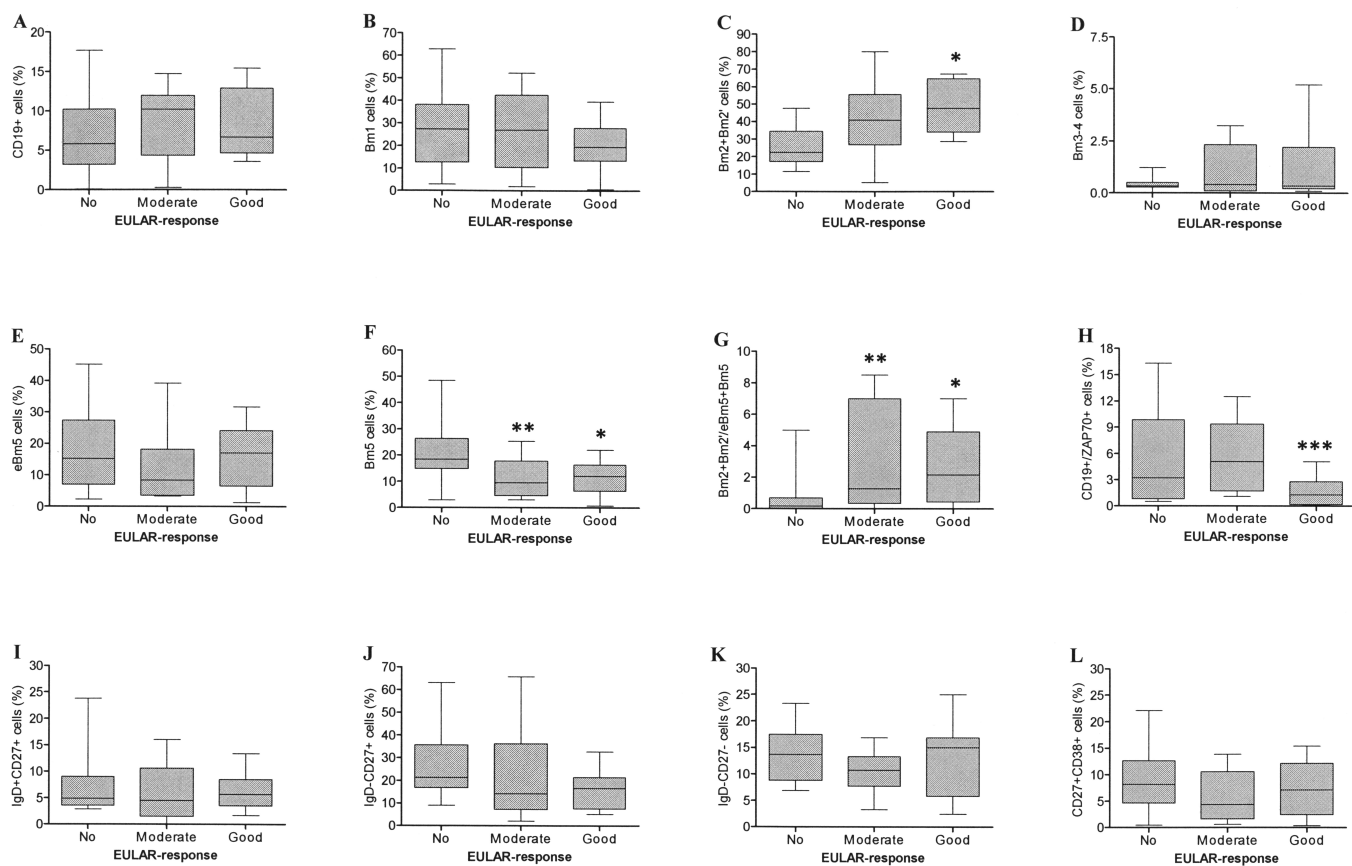 A
CD19+ cells (%)
20
15
10
5
0
No Moderate Good
EULAR-response
B
Bm1 cells (%)
70
60
50
40
30
20
10
0
No Moderate Good
EULAR-response
C
Bm2+Bm2' cells (%)
90
80
70
60
50
40
30
20
10
0
*
No Moderate Good
EULAR-response
D
Bm3-4 cells (%)
7.5
5.0
2.5
0.0
No Moderate Good
EULAR-response
E
eBm5 cells (%)
50
40
30
20
10
0
No Moderate Good
EULAR-response
F
Bm5 cells (%)
60
50
40
30
20
10
0
** *
No Moderate Good
EULAR-response
G
Bm2+Bm2'/eBm5+Bm5
10
8
6
4
2
0
** *
No Moderate Good
EULAR-response
H
CD19+/ZAP70+ cells (%)
18
15
12
9
6
3
0
***
No Moderate Good
EULAR-response
I
IgD+CD27+ cells (%)
30
25
20
15
10
5
0
No Moderate Good
EULAR-response
J
IgD-CD27+ cells (%)
70
60
50
40
30
20
10
0
No Moderate Good
EULAR-response
K
IgD-CD27- cells (%)
30
25
20
15
10
5
0
No Moderate Good
EULAR-response
L
CD27+CD38+ cells (%)
30
25
20
15
10
5
0
No Moderate Good
EULAR-response